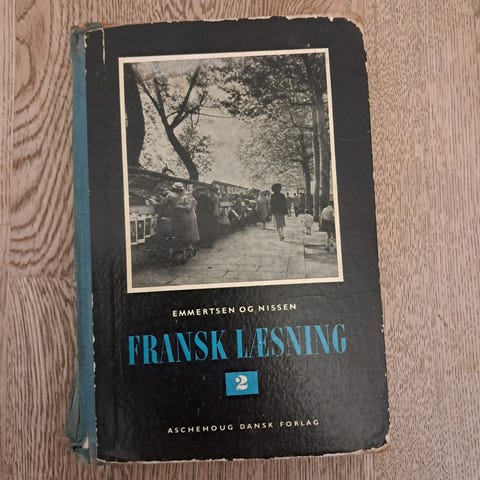 EMMERTSEN OG NISSEN
FRANSK LÆSNING
2
ASCHEHOUG DANSK FORLAG